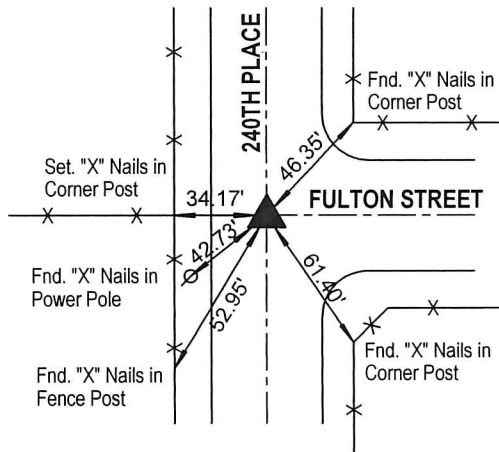 240TH PLACE
Fnd. "X" Nails in
Corner Post
46.35'
Set. "X" Nails in
Corner Post
34.17'
FULTON STREET
42.73'
Fnd. "X" Nails in
Power Pole
52.95'
61.40'
Fnd. "X" Nails in
Fence Post
Fnd. "X" Nails in
Corner Post